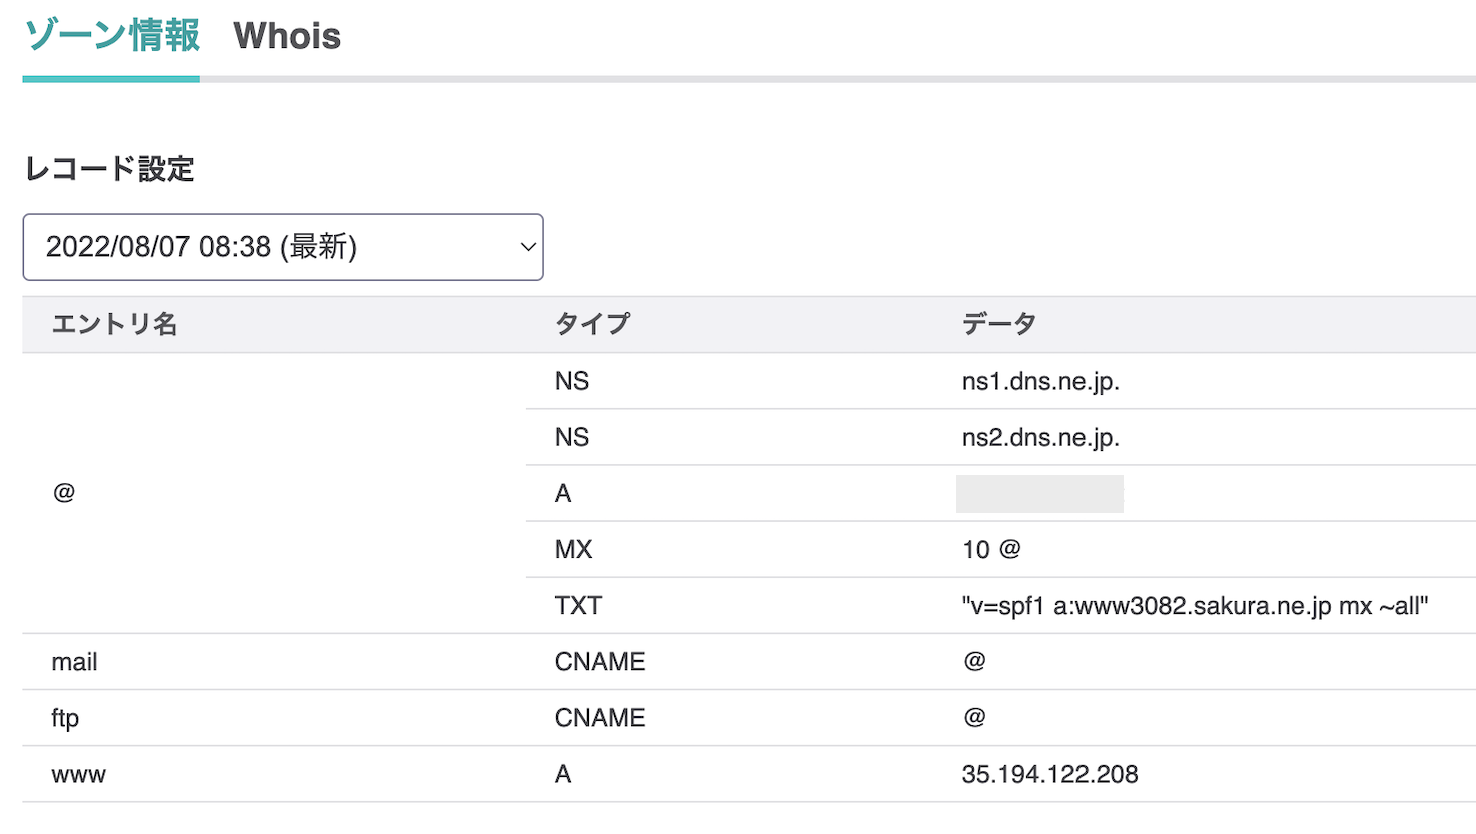 ゾーン情報 Whois
レコード設定
2022/08/07 08:38 (最新)
エントリ名 タイプ データ
NS ns1.dns.ne.jp.
NS ns2.dns.ne.jp.
@ A
MX 10 @
TXT "v=spf1 a:www3082.sakura.ne.jp mx ~all"
mail CNAME @
ftp CNAME @
www A 35.194.122.208